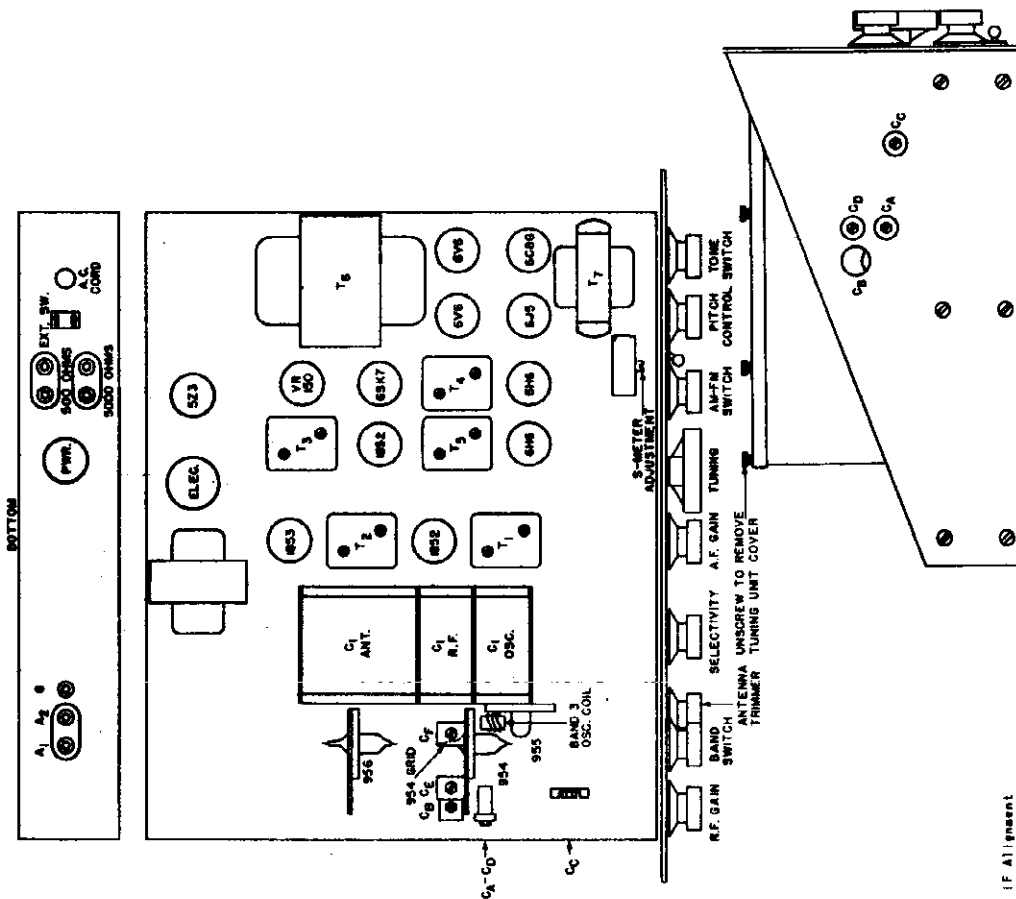 BOTTOM
A1 A2 G
PWR.
500 OHMS
5000 OHMS
EXT. SW.
A.C.
CORD
ELEC.
5Z3
T6
1853
T2
1852
T1
T3
VR
150
1852
6SK7
T5
T4
6H6
6H6
6V6
6V6
6J5
6C8G
T7
C1
ANT.
C1
R.F.
C1
OSC.
956
954 GRID
CF
CB CE
954
955
BAND 3
OSC. COIL
CA-CD
CC
S-METER
ADJUSTMENT
R.F. GAIN
BAND
SWITCH
ANTENNA
TRIMMER
SELECTIVITY
A.F. GAIN
TUNING
AM-FM
SWITCH
PITCH
CONTROL
TONE
SWITCH
UNSCREW TO REMOVE
TUNING UNIT COVER
CB
CD
CA
CC
IF Alignment